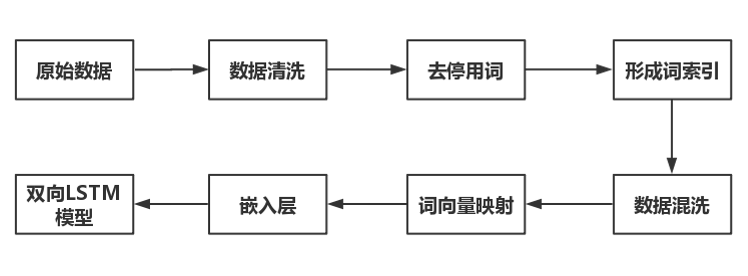 原始数据
数据清洗
去停用词
形成词索引
数据混洗
词向量映射
嵌入层
双向LSTM
模型